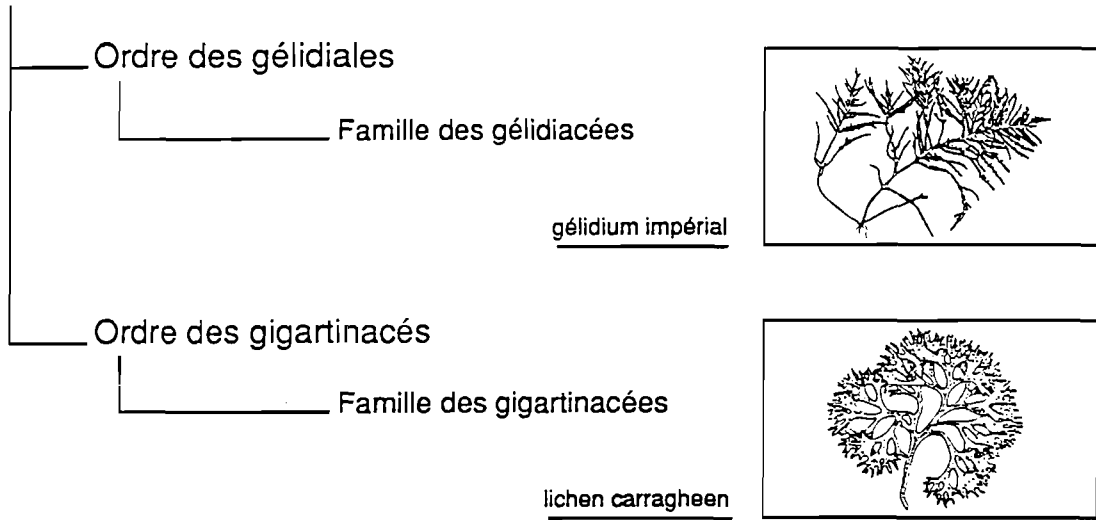 Ordre des gélidiales
Famille des gélidiacées
gélidium impérial
Ordre des gigartinacés
Famille des gigartinacées
lichen carragheen